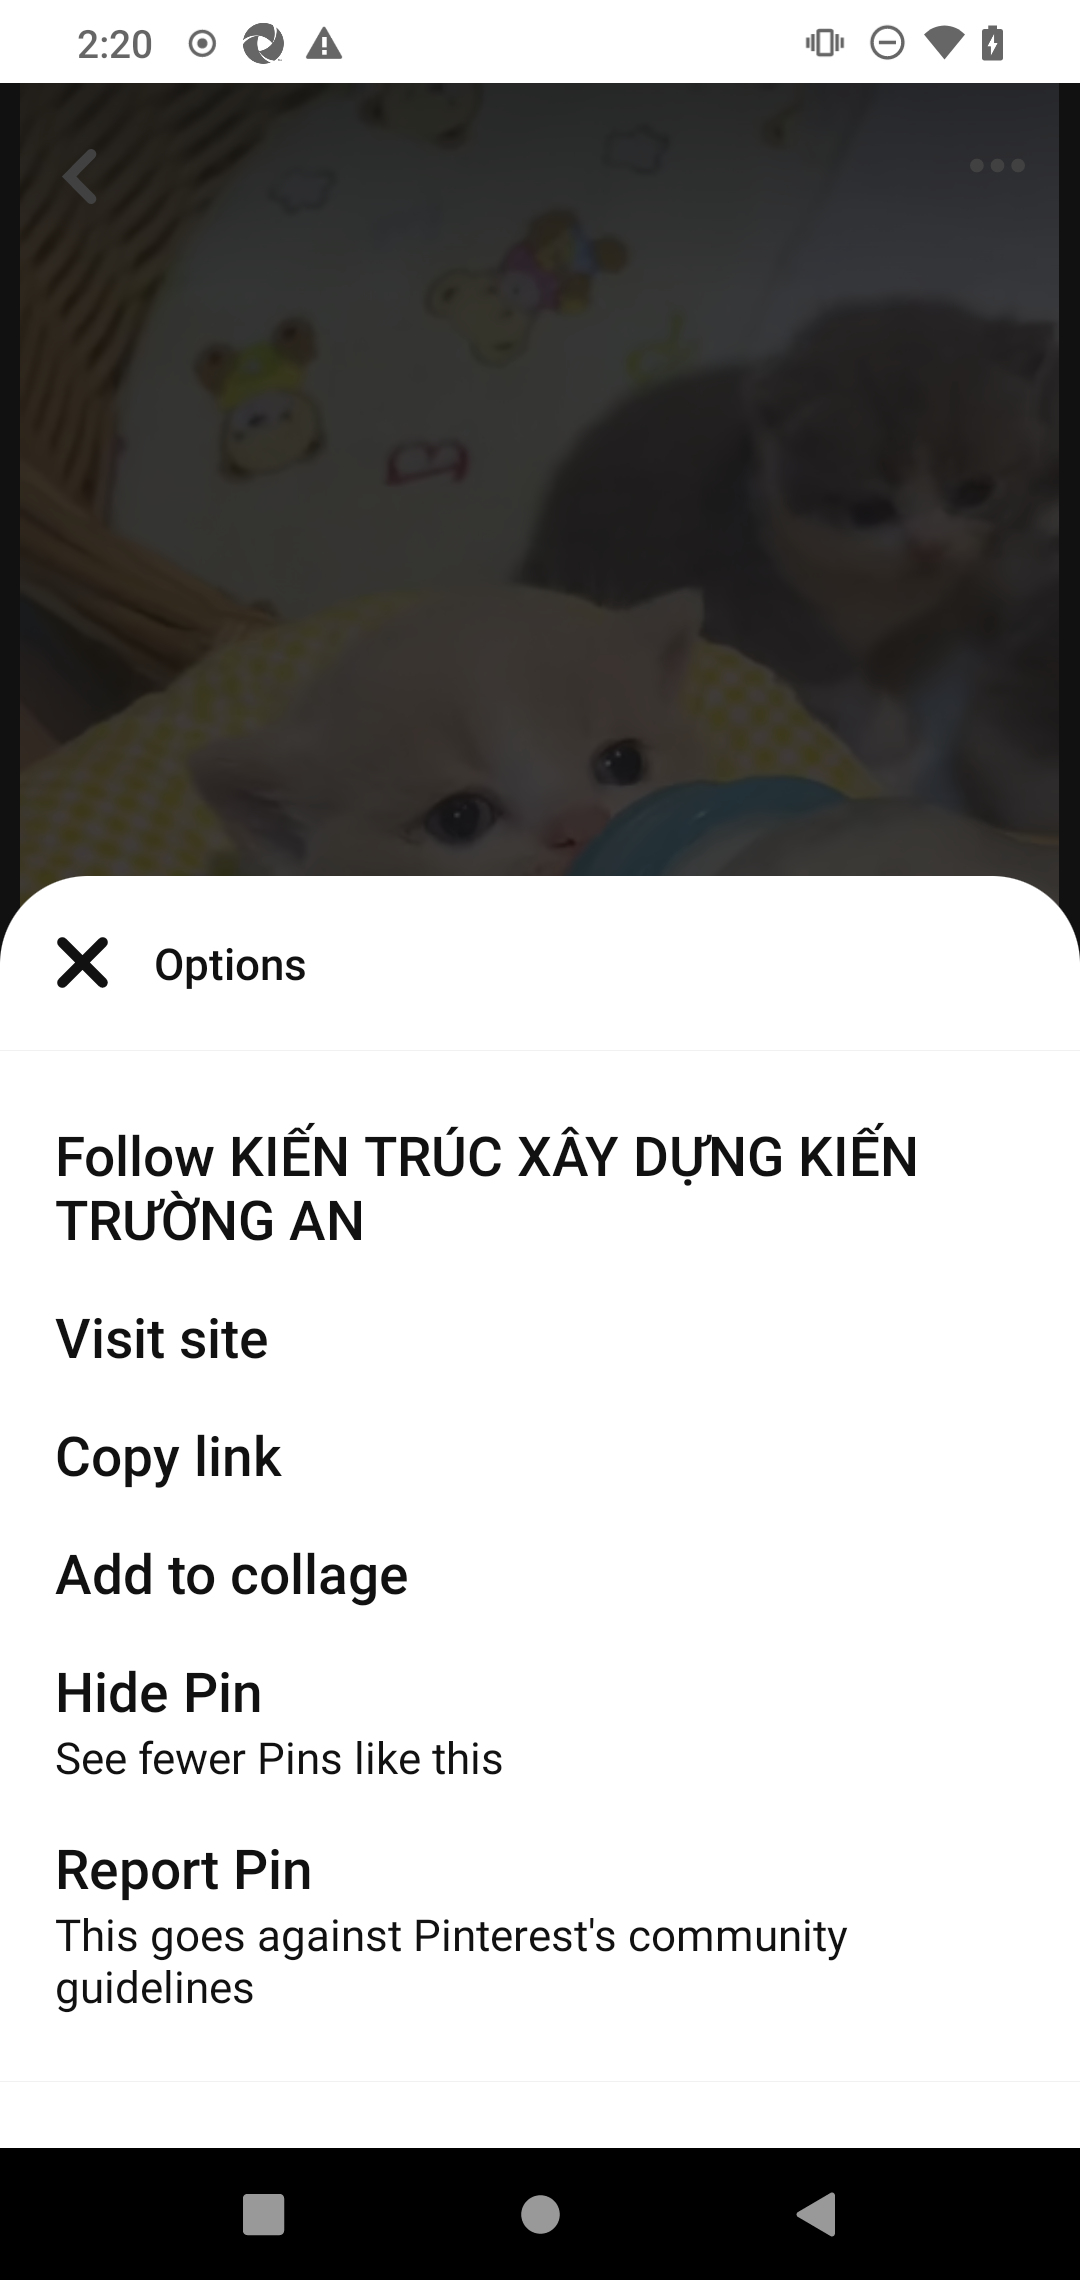 2:20
B
Options
Follow KIẾN TRÚC XÂY DỰNG KIẾN
TRƯỜNG AN
Visit site
Copy link
Add to collage
Hide Pin
See fewer Pins like this
Report Pin
This goes against Pinterest's community
guidelines